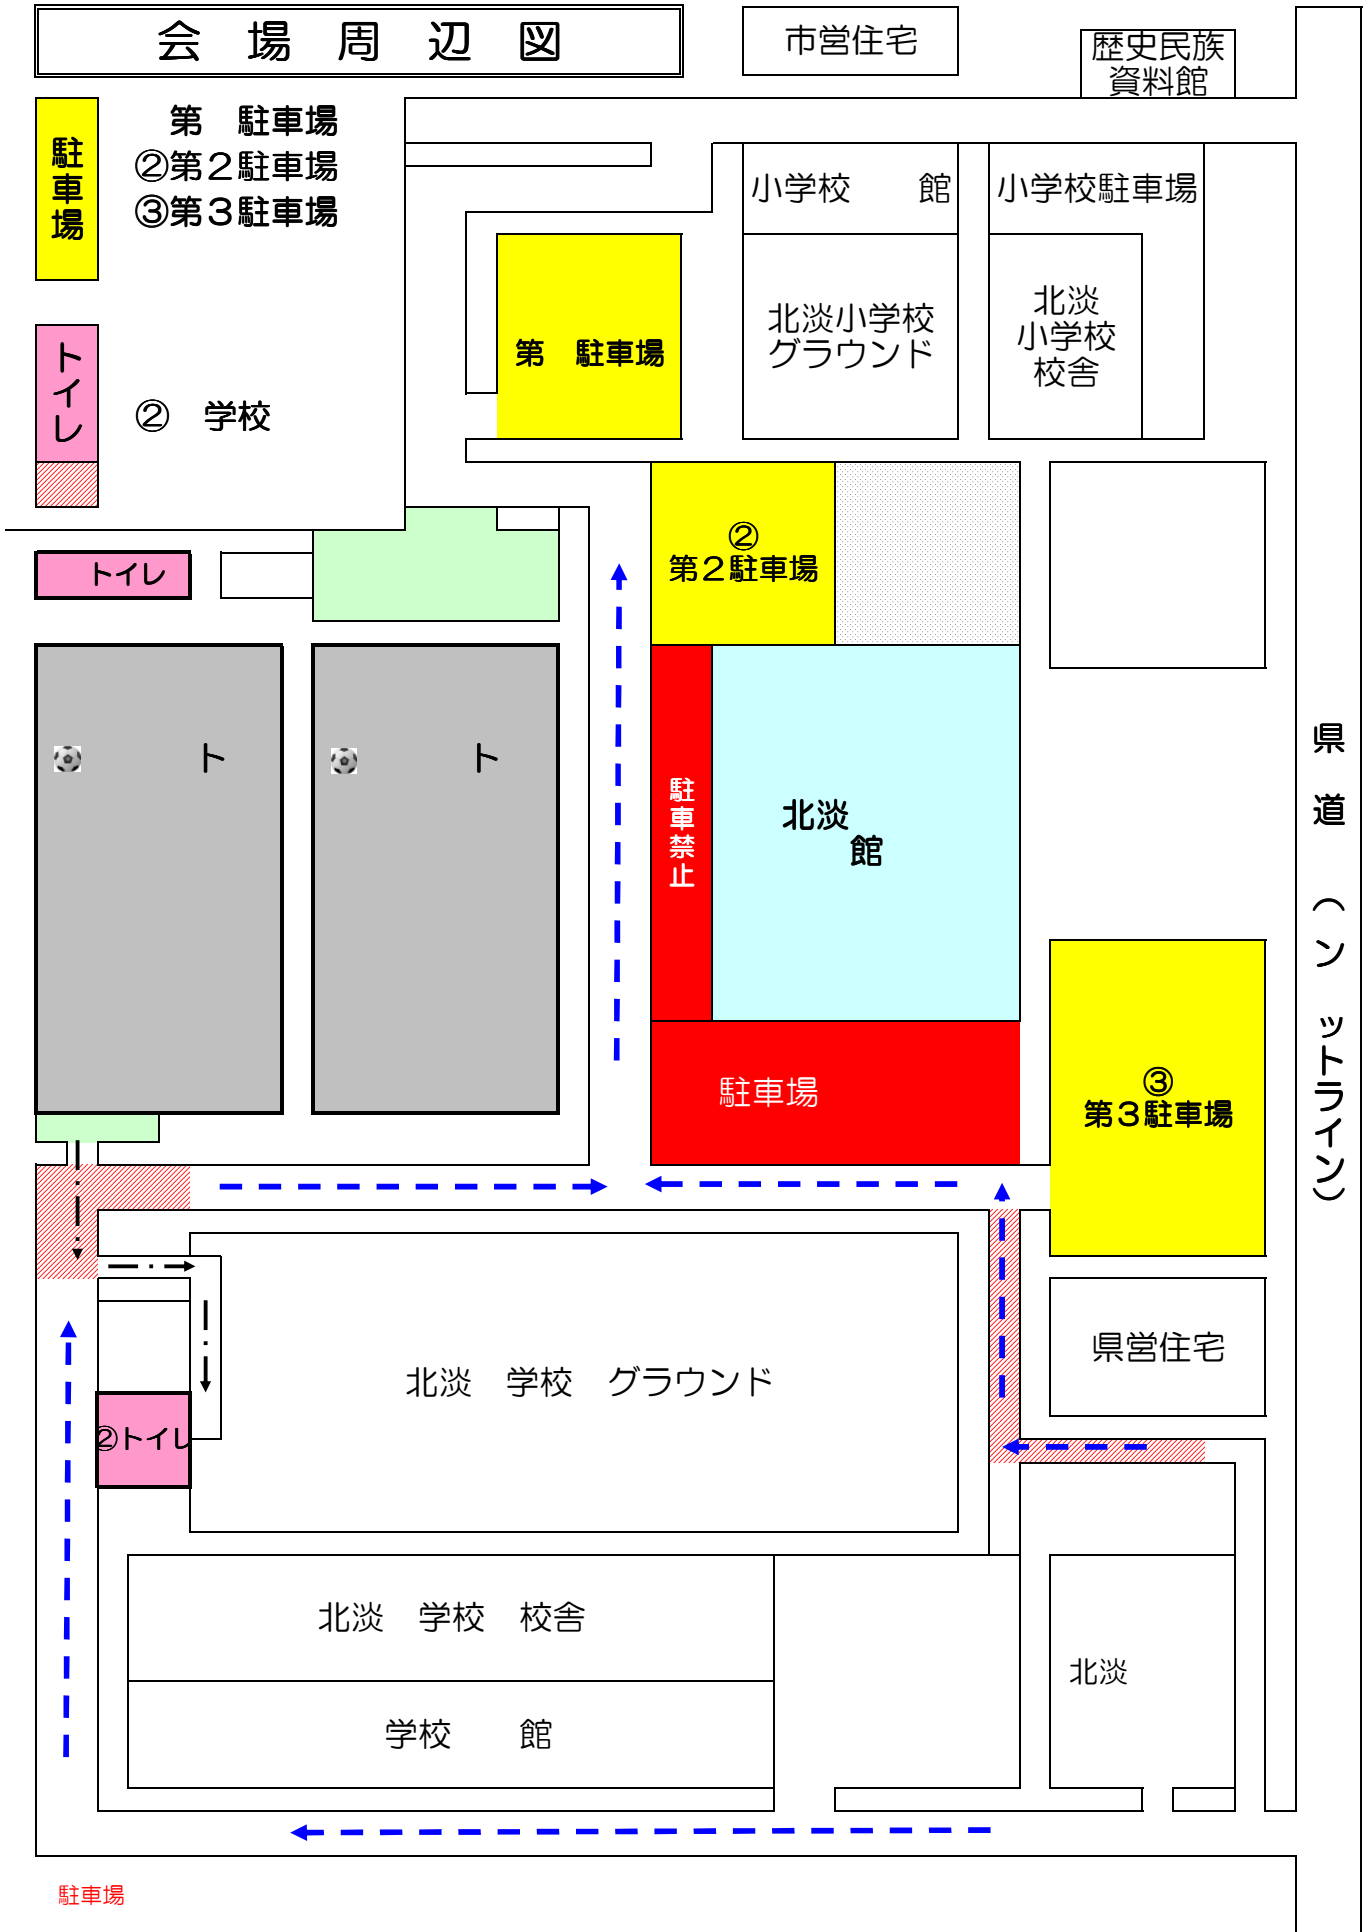 会 場 周 辺 図
市営住宅
歴史民族
資料館
駐車場
第　駐車場
②第２駐車場
③第３駐車場
トイレ
②　学校
小学校　　館
小学校駐車場
第　駐車場
北淡小学校
グラウンド
北淡
小学校
校舎
②
第２駐車場
トイレ
ト
ト
駐車禁止
北淡
館
県道　（ン　ットライン）
駐車場
③
第３駐車場
県営住宅
北淡　学校　グラウンド
②トイレ
北淡　学校　校舎
北淡
学校　　館
駐車場